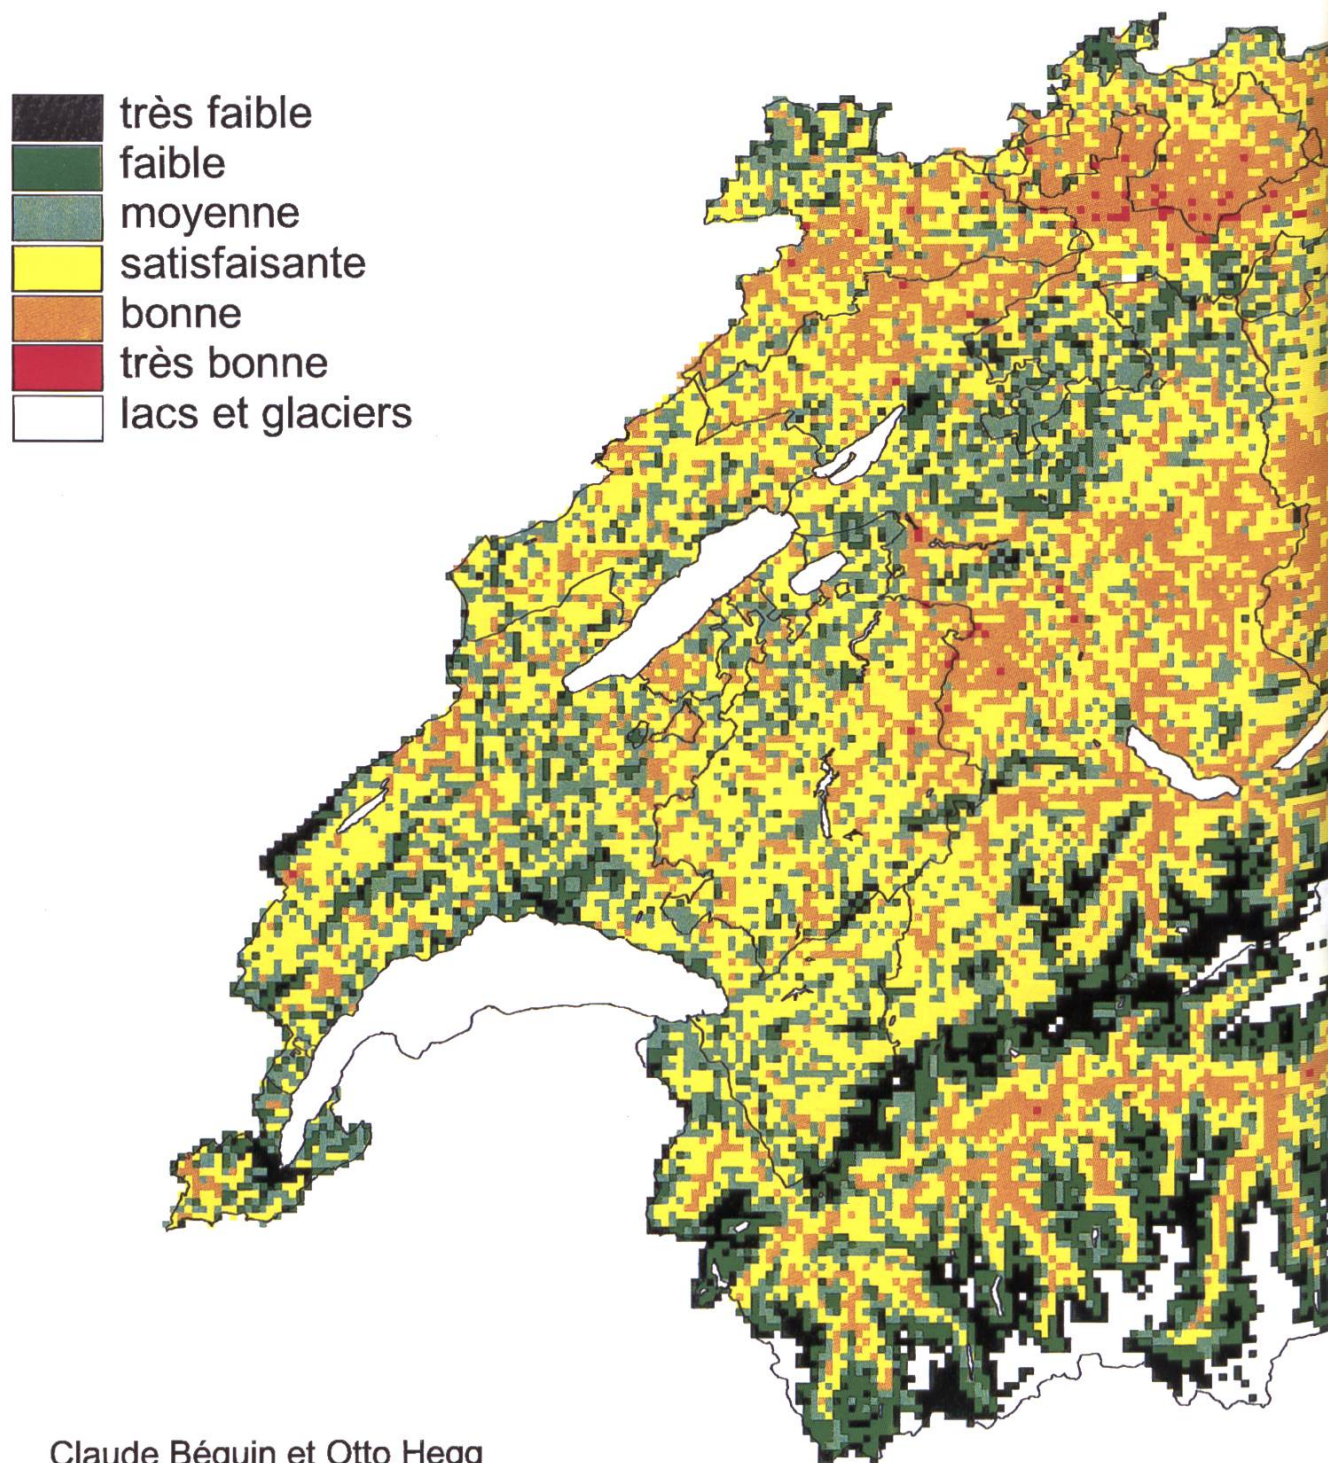 très faible
faible
moyenne
satisfaisante
bonne
très bonne
lacs et glaciers
Claude Béguin et Otto Hegg